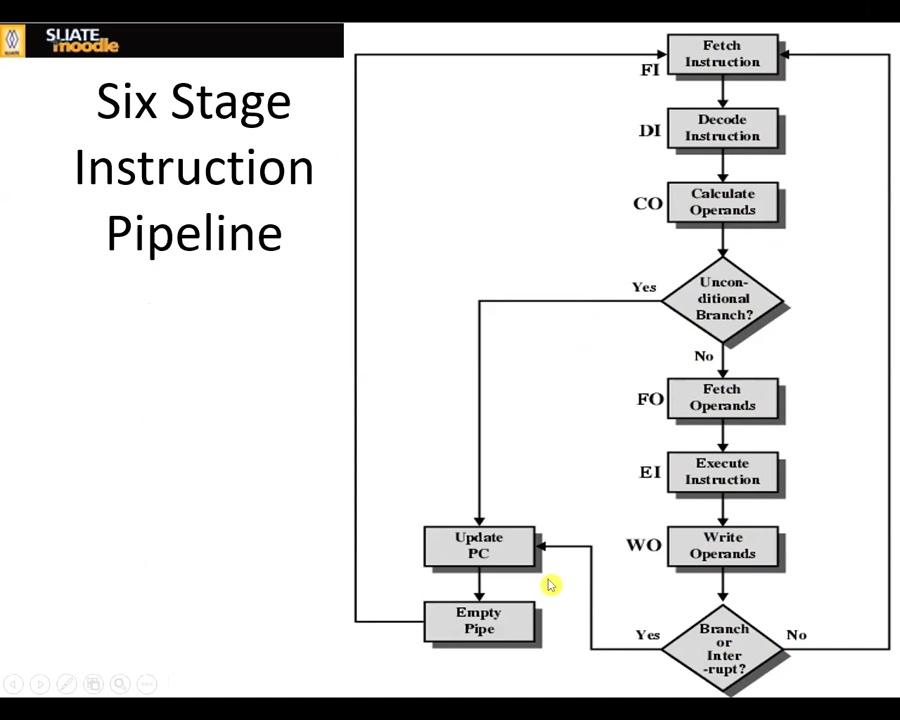 SLIATE
moodle
Six Stage
Instruction
Pipeline
Fetch
Instruction
FI
Decode
Instruction
DI
Calculate
Operands
CO
Uncon-
ditional
Branch?
Yes
No
Fetch
Operands
FO
Execute
Instruction
EI
Write
Operands
WO
Update
PC
Empty
Pipe
Branch
or
Inter
-rupt?
Yes
No